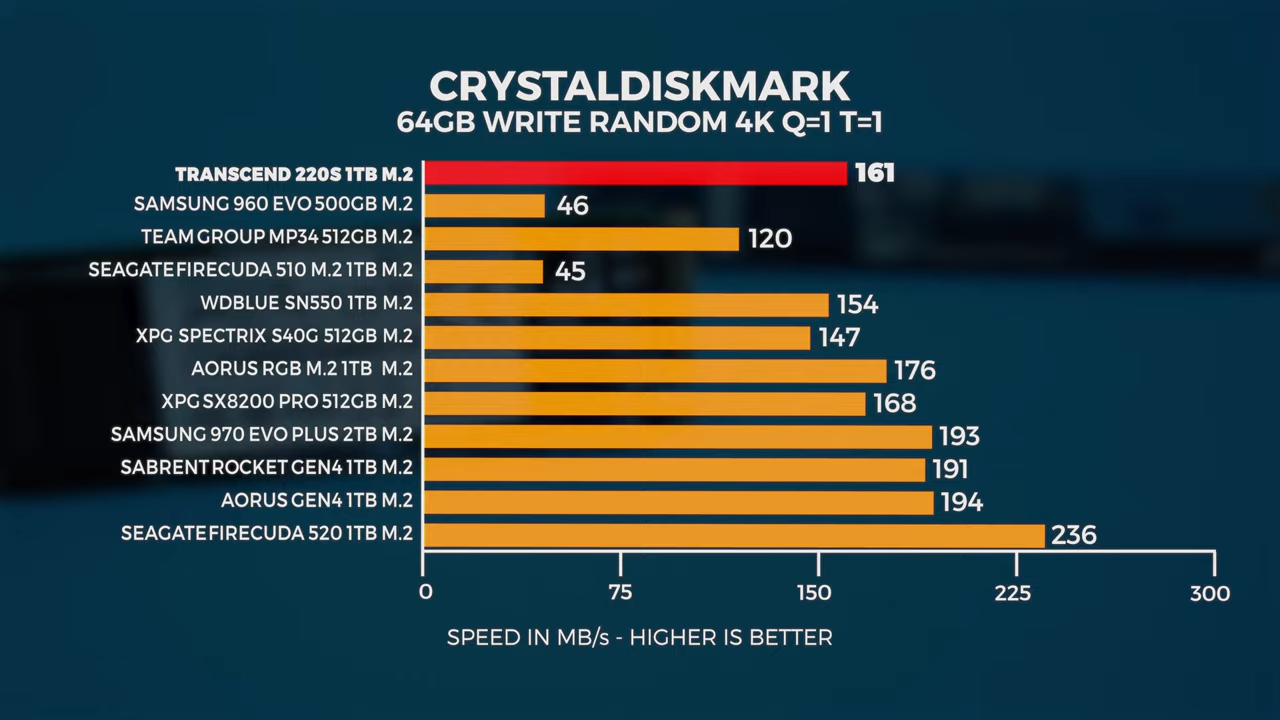 CRYSTALDISKMARK
64GB WRITE RANDOM 4K Q=1 T=1
TRANSCEND 220S 1TB M.2 161
SAMSUNG 960 EVO 500GB M.2 46
TEAM GROUP MP34 512GB M.2 120
SEAGATE FIRECUDA 510 M.2 1TB M.2 45
WDBLUE SN550 1TB M.2 154
XPG SPECTRIX S40G 512GB M.2 147
AORUS RGB M.2 1TB M.2 176
XPG SX8200 PRO 512GB M.2 168
SAMSUNG 970 EVO PLUS 2TB M.2 193
SABRENT ROCKET GEN4 1TB M.2 191
AORUS GEN4 1TB M.2 194
SEAGATE FIRECUDA 520 1TB M.2 236
0 75 150 225 300
SPEED IN MB/s - HIGHER IS BETTER